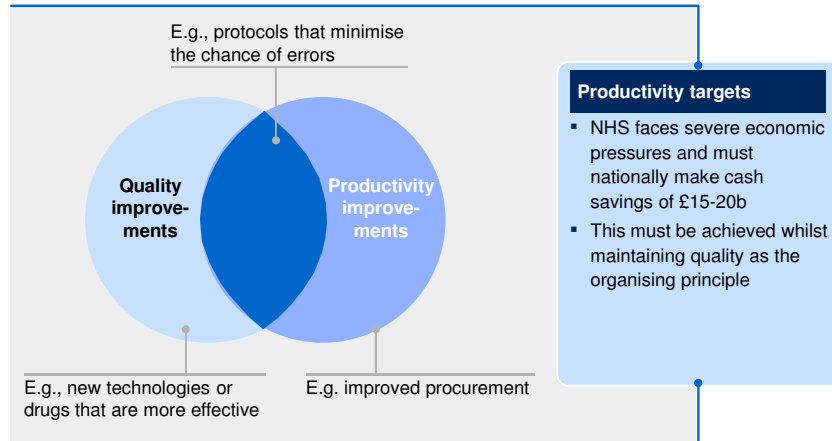 E.g., protocols that minimise
the chance of errors
Quality
improve-
ments
Productivity
improve-
ments
E.g., new technologies or
drugs that are more effective
E.g. improved procurement
Productivity targets
▪ NHS faces severe economic
pressures and must
nationally make cash
savings of £15-20b
▪ This must be achieved whilst
maintaining quality as the
organising principle